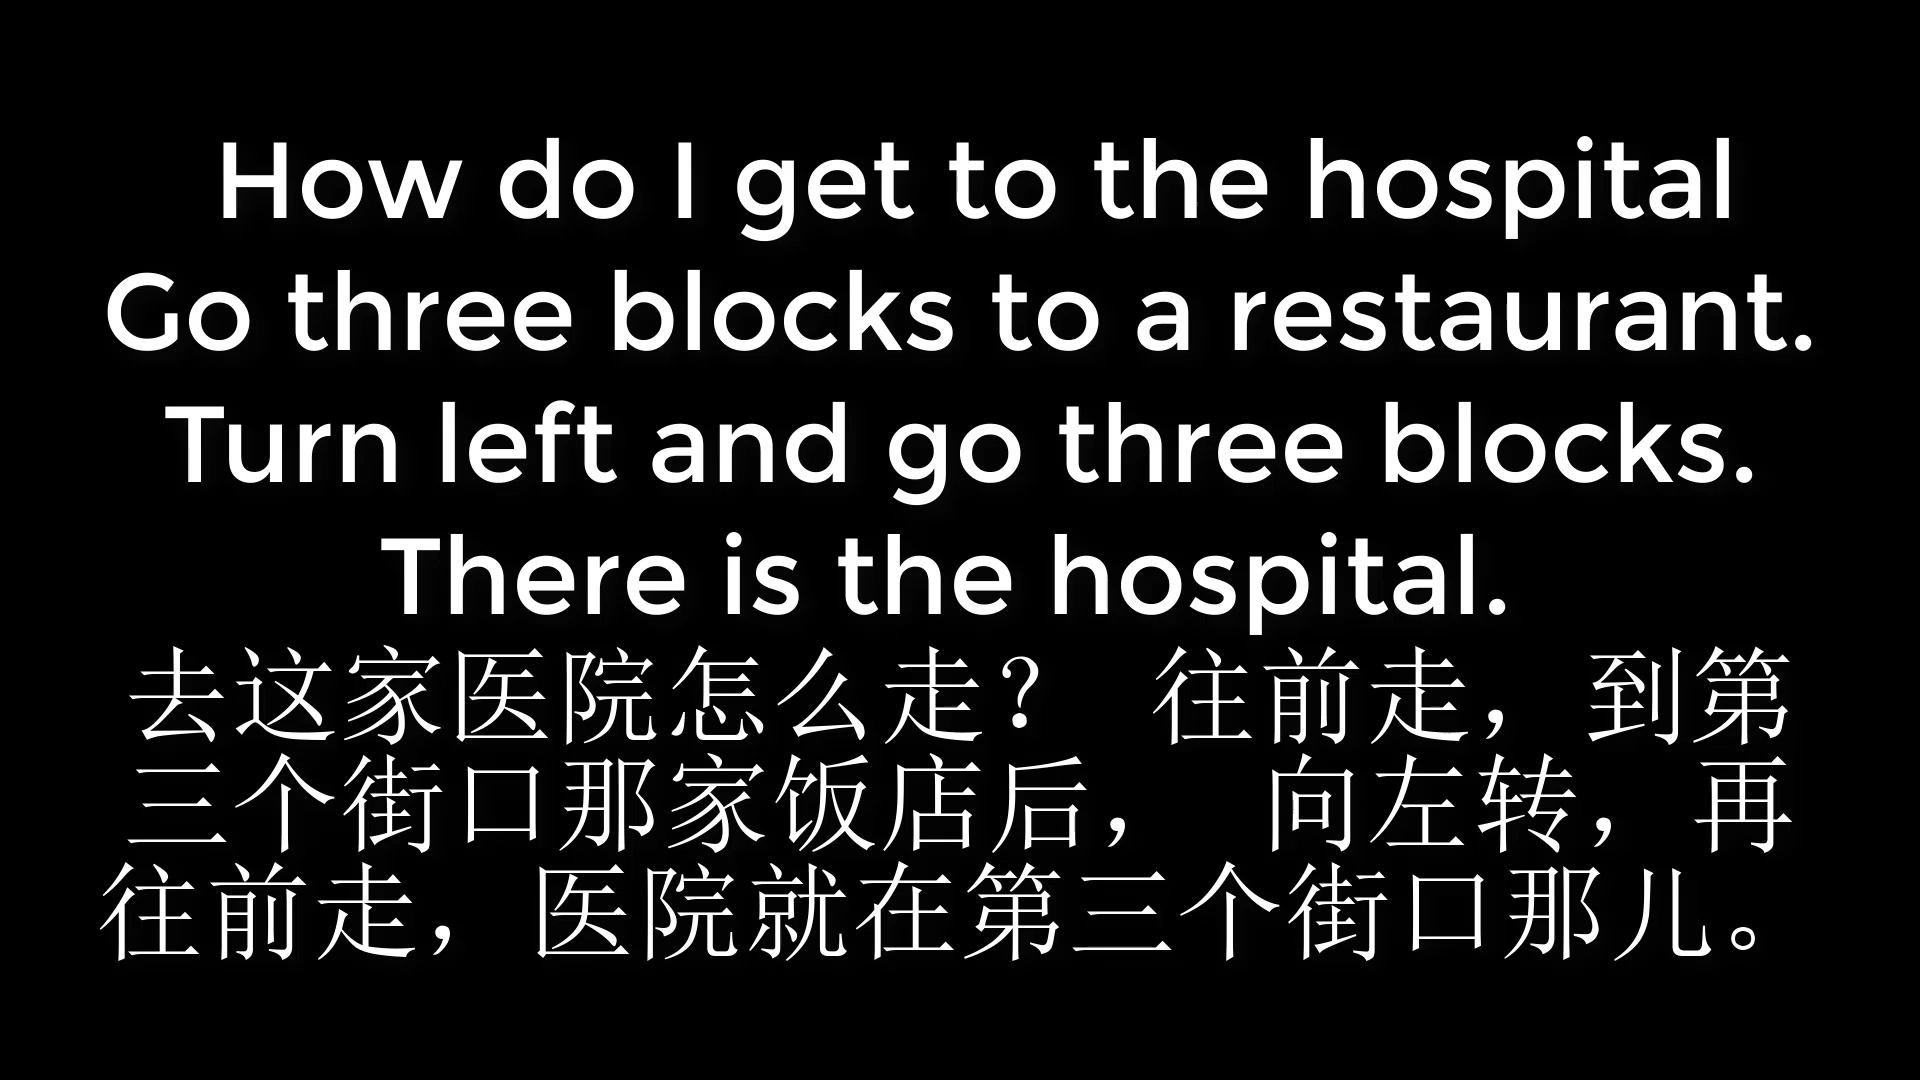 How do I get to the hospital
Go three blocks to a restaurant.
Turn left and go three blocks.
There is the hospital.
去这家医院怎么走？ 往前走，到第
三个街口那家饭店后， 向左转，再
往前走，医院就在第三个街口那儿。